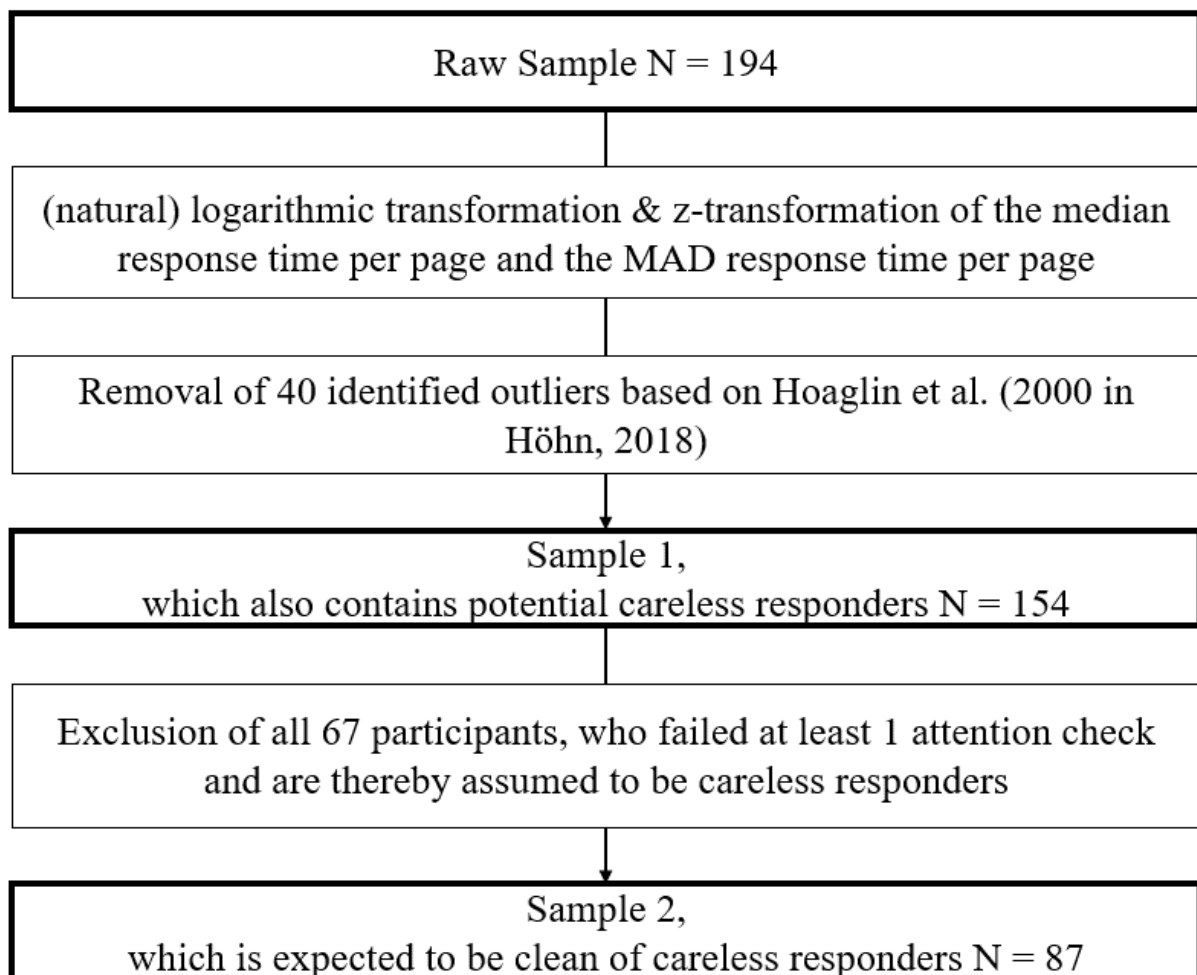 Raw Sample N = 194
(natural) logarithmic transformation & z-transformation of the median
response time per page and the MAD response time per page
Removal of 40 identified outliers based on Hoaglin et al. (2000 in
Höhn, 2018)
Sample 1,
which also contains potential careless responders N = 154
Exclusion of all 67 participants, who failed at least 1 attention check
and are thereby assumed to be careless responders
Sample 2,
which is expected to be clean of careless responders N = 87